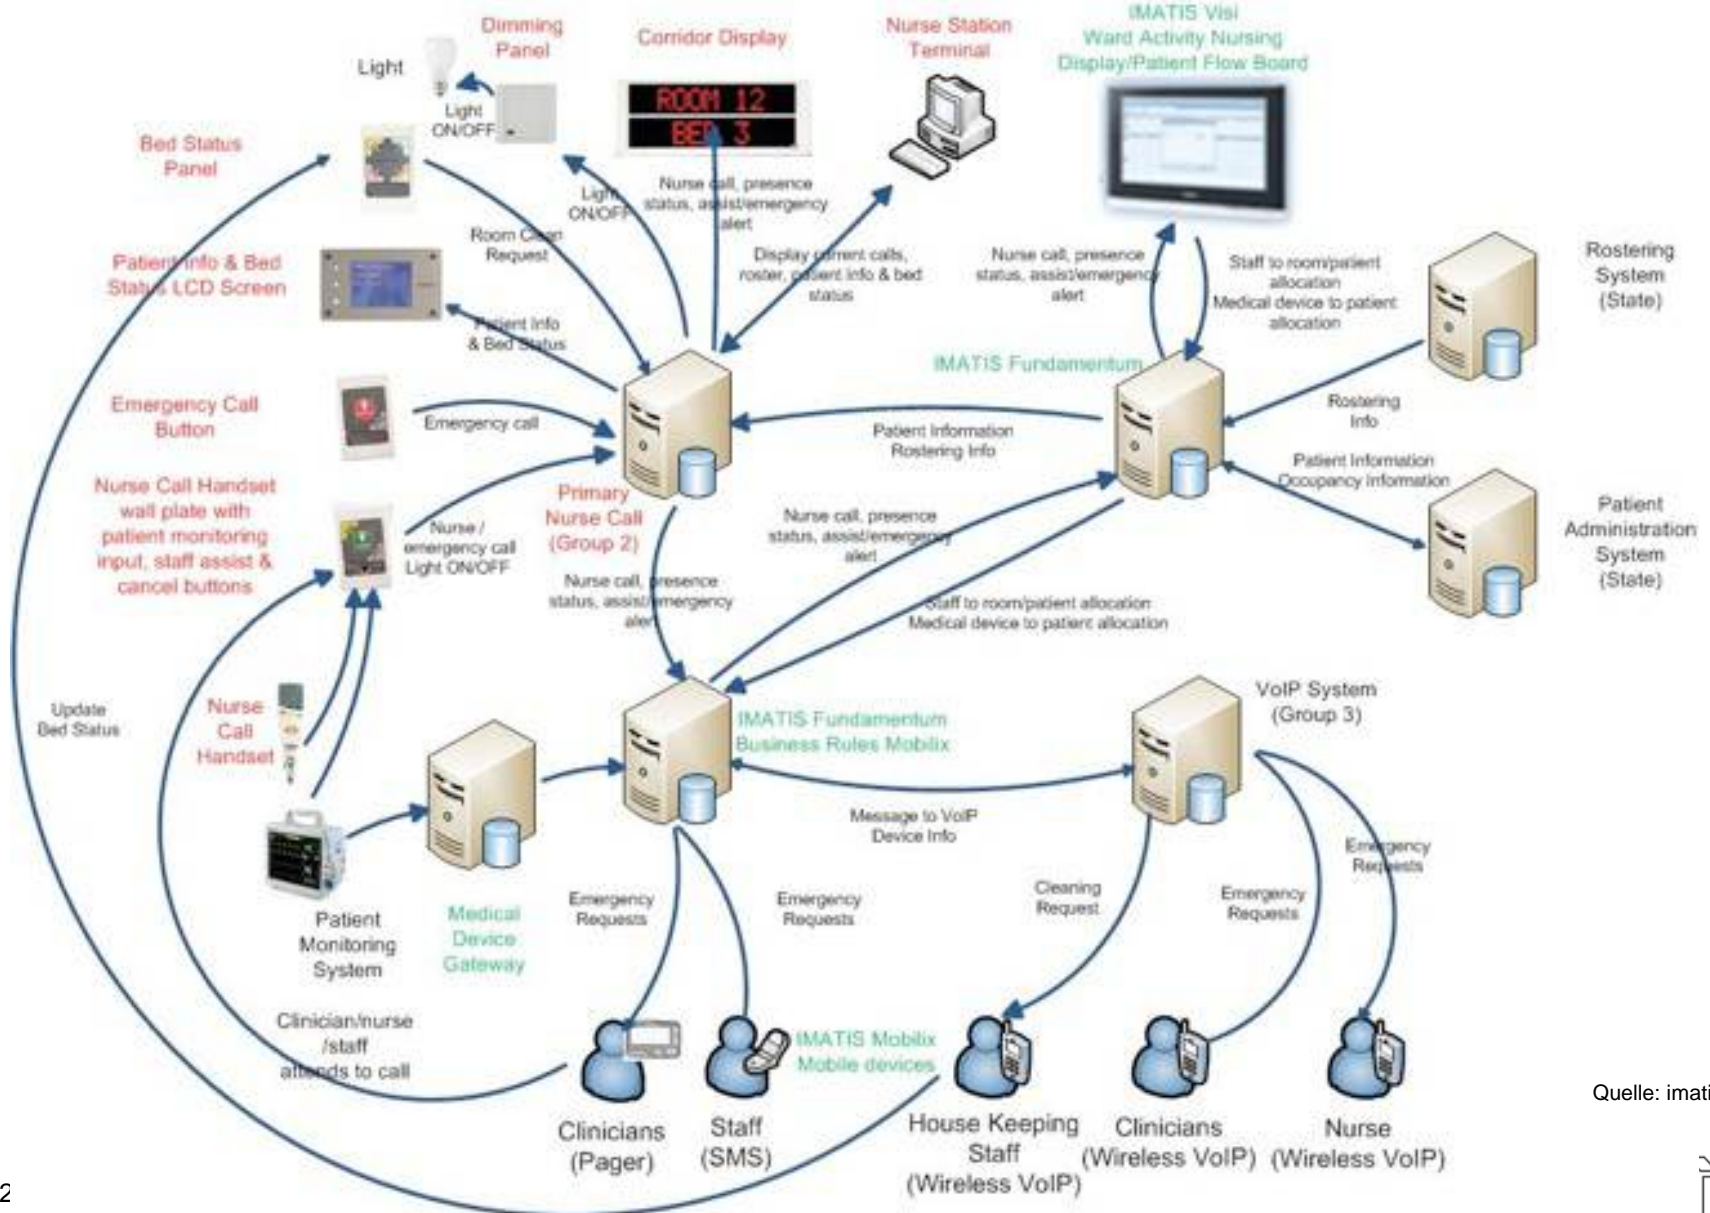 IMATIS Visi
Ward Activity Nursing
Display/Patient Flow Board
Dimming
Panel
Corridor Display
Nurse Station
Terminal
Light
Light
ON/OFF
ROOM 12
BED 3
Bed Status
Panel
Light
ON/OFF
Nurse call, presence
status, assist/emergency
alert
Room Clean
Request
Display current calls,
roster, patient info & bed
status
Nurse call, presence
status, assist/emergency
alert
Staff to room/patient
allocation
Medical device to patient
allocation
Rostering
System
(State)
Patient Info & Bed
Status LCD Screen
Patient Info
& Bed Status
IMATIS Fundamentum
Emergency Call
Button
Emergency call
Patient Information
Rostering Info
Rostering
Info
Patient Information
Occupancy Information
Patient
Administration
System
(State)
Nurse Call Handset
wall plate with
patient monitoring
input, staff assist &
cancel buttons
Nurse /
emergency call
Light ON/OFF
Primary
Nurse Call
(Group 2)
Nurse call, presence
status, assist/emergency
alert
Nurse call, presence
status, assist/emergency
alert
Staff to room/patient allocation
Medical device to patient allocation
Update
Bed Status
Nurse
Call
Handset
IMATIS Fundamentum
Business Rules Mobilix
VoIP System
(Group 3)
Message to VoIP
Device Info
Patient
Monitoring
System
Medical
Device
Gateway
Emergency
Requests
Emergency
Requests
Cleaning
Request
Emergency
Requests
Emergency
Requests
Clinician/nurse
/staff
attends to call
IMATIS Mobilix
Mobile devices
Clinicians
(Pager)
Staff
(SMS)
House Keeping
Staff
(Wireless VoIP)
Clinicians
(Wireless VoIP)
Nurse
(Wireless VoIP)
Quelle: imati
2